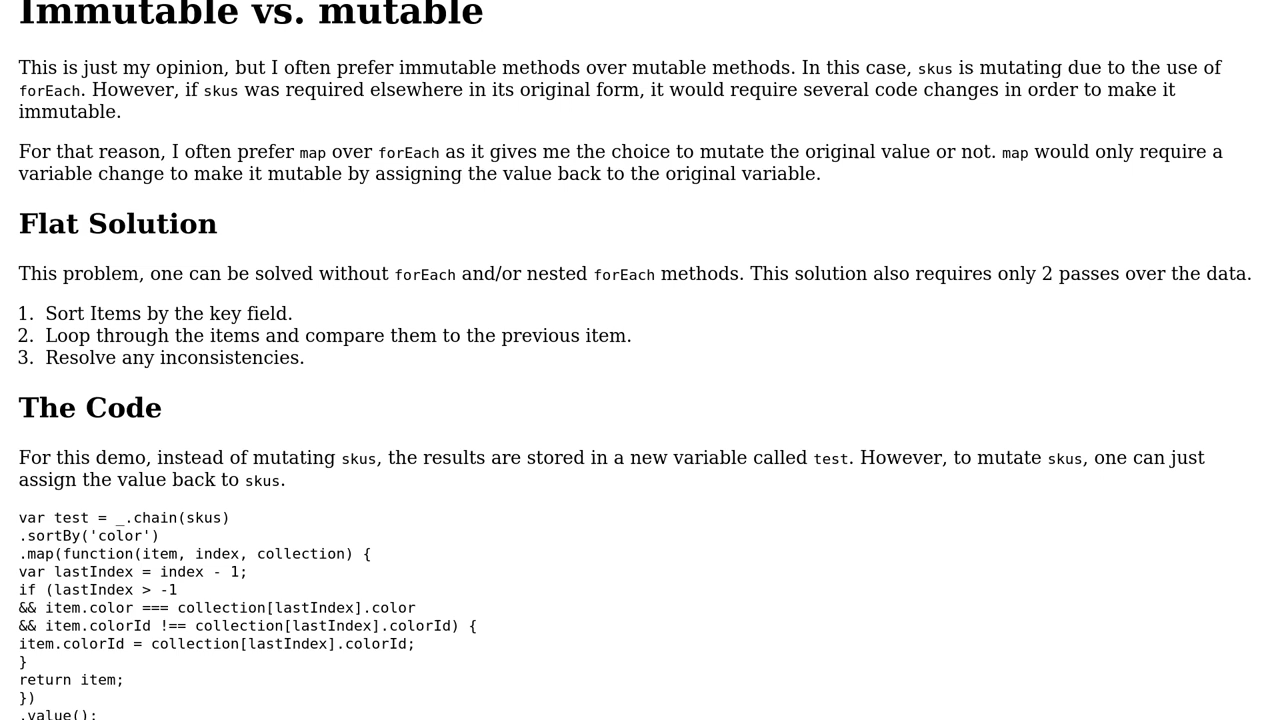 Immutable vs. mutable
This is just my opinion, but I often prefer immutable methods over mutable methods. In this case, skus is mutating due to the use of
forEach. However, if skus was required elsewhere in its original form, it would require several code changes in order to make it
immutable.
For that reason, I often prefer map over forEach as it gives me the choice to mutate the original value or not. map would only require a
variable change to make it mutable by assigning the value back to the original variable.
Flat Solution
This problem, one can be solved without forEach and/or nested forEach methods. This solution also requires only 2 passes over the data.
1. Sort Items by the key field.
2. Loop through the items and compare them to the previous item.
3. Resolve any inconsistencies.
The Code
For this demo, instead of mutating skus, the results are stored in a new variable called test. However, to mutate skus, one can just
assign the value back to skus.
var test = _.chain(skus)
.sortBy('color')
.map(function(item, index, collection) {
var lastIndex = index - 1;
if (lastIndex > -1
&& item.color === collection[lastIndex].color
&& item.colorId !== collection[lastIndex].colorId) {
item.colorId = collection[lastIndex].colorId;
}
return item;
})
.value();